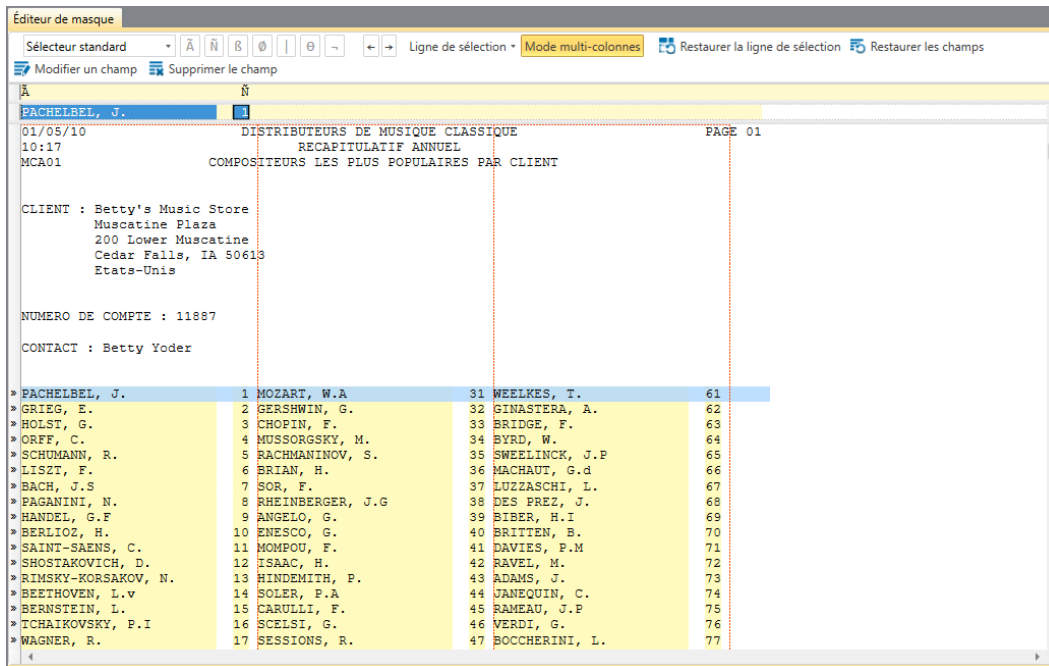 Éditeur de masque
Sélecteur standard Ã Ñ ß Ø | θ ¬ ← → Ligne de sélection Mode multi-colonnes Restaurer la ligne de sélection Restaurer les champs
Modifier un champ Supprimer le champ
Ã Ñ
PACHELBEL, J. 1
01/05/10 DISTRIBUTEURS DE MUSIQUE CLASSIQUE PAGE 01
10:17 RECAPITULATIF ANNUEL
MCA01 COMPOSITEURS LES PLUS POPULAIRES PAR CLIENT
CLIENT : Betty's Music Store
Muscatine Plaza
200 Lower Muscatine
Cedar Falls, IA 50613
Etats-Unis
NUMERO DE COMPTE : 11887
CONTACT : Betty Yoder
» PACHELBEL, J. 1 MOZART, W.A 31 WEELKES, T. 61
» GRIEG, E. 2 GERSHWIN, G. 32 GINASTERA, A. 62
» HOLST, G. 3 CHOPIN, F. 33 BRIDGE, F. 63
» ORFF, C. 4 MUSSORGSKY, M. 34 BYRD, W. 64
» SCHUMANN, R. 5 RACHMANINOV, S. 35 SWEELINCK, J.P 65
» LISZT, F. 6 BRIAN, H. 36 MACHAUT, G.d 66
» BACH, J.S 7 SOR, F. 37 LUZZASCHI, L. 67
» PAGANINI, N. 8 RHEINBERGER, J.G 38 DES PREZ, J. 68
» HANDEL, G.F 9 ANGELO, G. 39 BIBER, H.I 69
» BERLIOZ, H. 10 ENESCO, G. 40 BRITTEN, B. 70
» SAINT-SAENS, C. 11 MOMPOU, F. 41 DAVIES, P.M 71
» SHOSTAKOVICH, D. 12 ISAAC, H. 42 RAVEL, M. 72
» RIMSKY-KORSAKOV, N. 13 HINDEMITH, P. 43 ADAMS, J. 73
» BEETHOVEN, L.v 14 SOLER, P.A 44 JANEQUIN, C. 74
» BERNSTEIN, L. 15 CARULLI, F. 45 RAMEAU, J.P 75
» TCHAIKOVSKY, P.I 16 SCELSI, G. 46 VERDI, G. 76
» WAGNER, R. 17 SESSIONS, R. 47 BOCCHERINI, L. 77